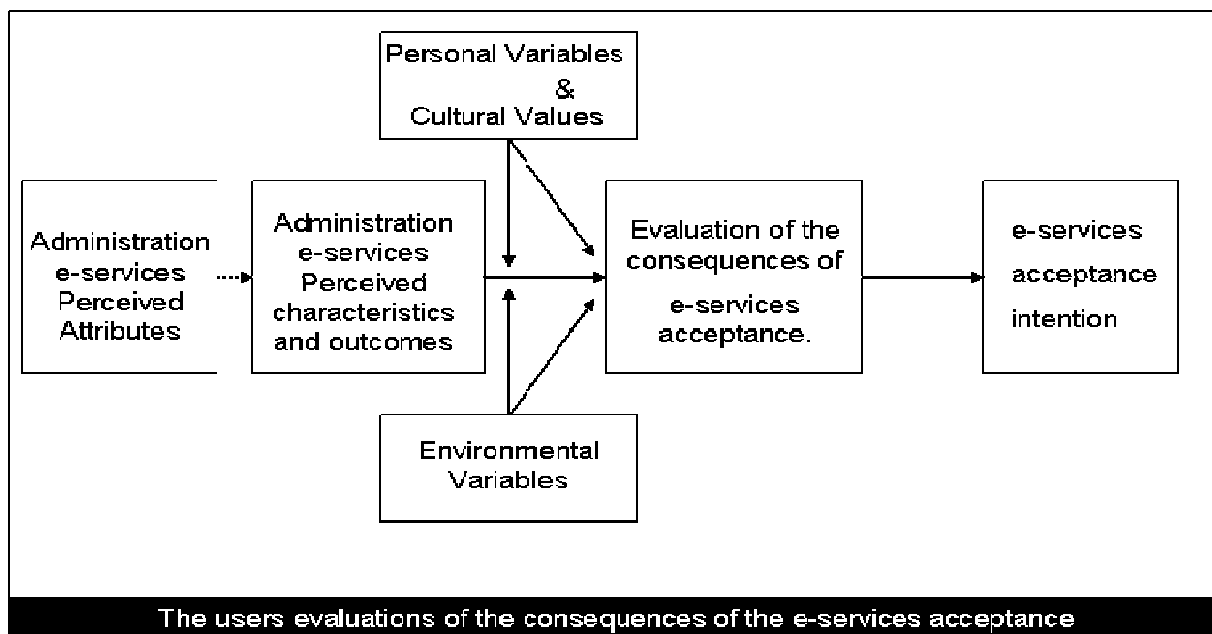 Personal Variables
&
Cultural Values
Administration
e-services
Perceived
Attributes
Administration
e-services
Perceived
characteristics
and outcomes
Evaluation of the
consequences of
e-services
acceptance.
e-services
acceptance
intention
Environmental
Variables
The users evaluations of the consequences of the e-services acceptance